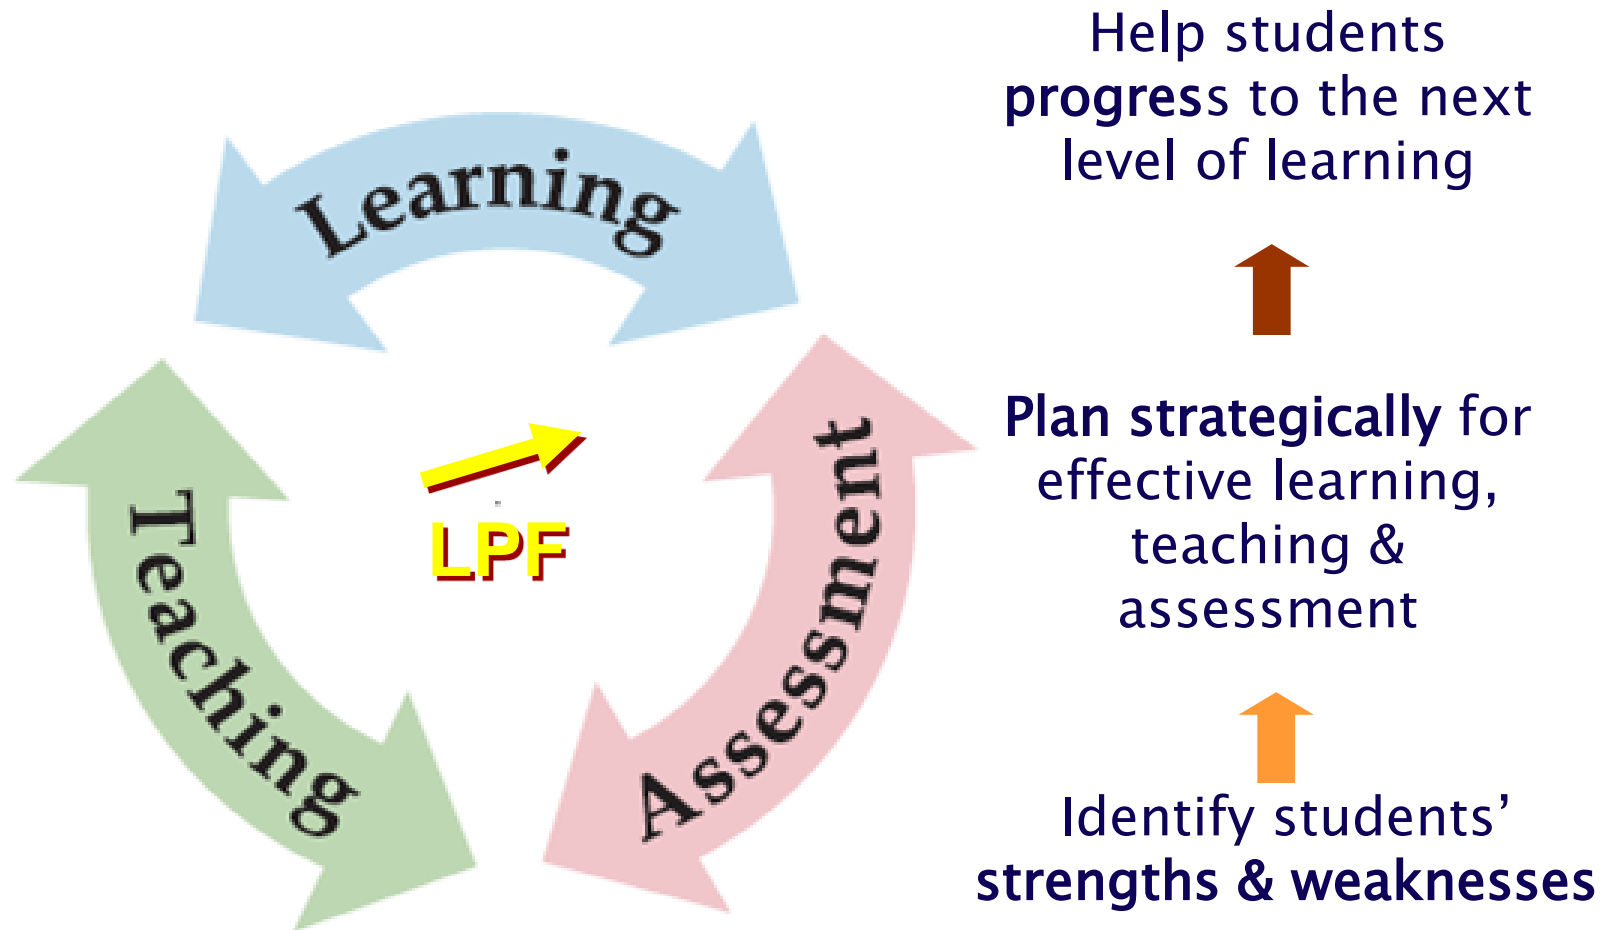 Learning
Teaching
Assessment
LPF
Help students
progress to the next
level of learning
Plan strategically for
effective learning,
teaching &
assessment
Identify students’
strengths & weaknesses